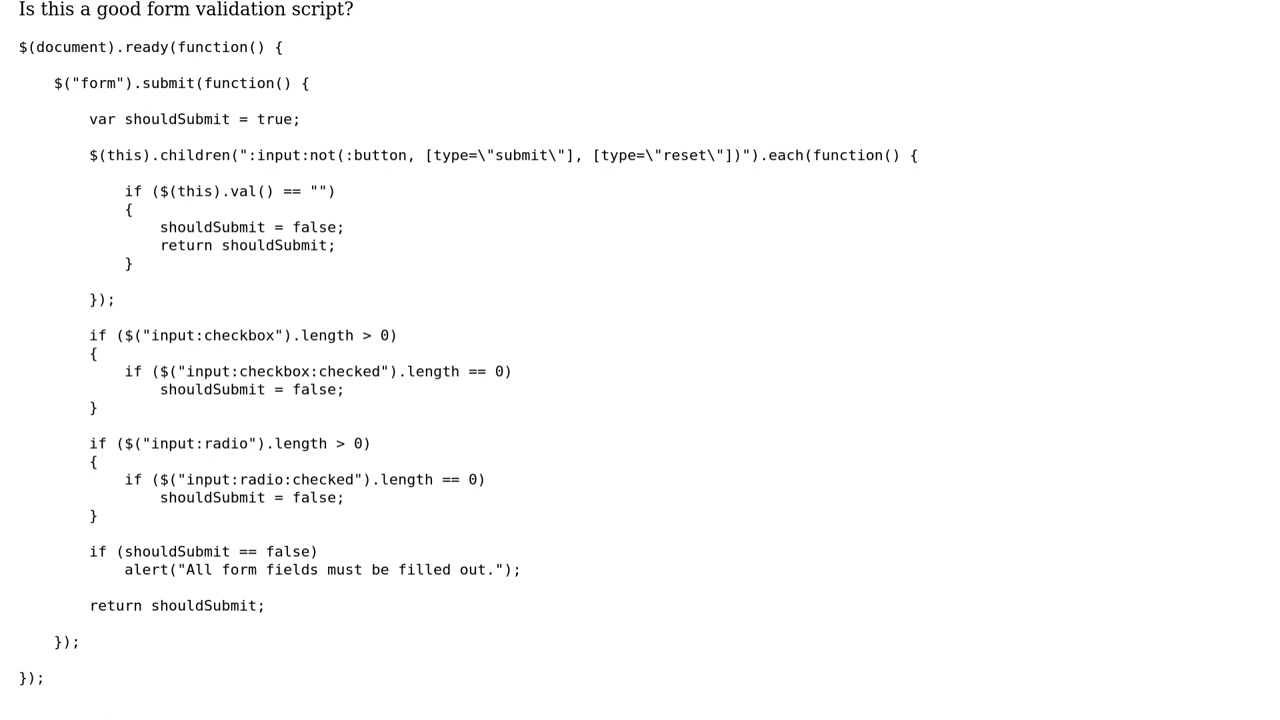 Is this a good form validation script?
$(document).ready(function() {
    $("form").submit(function() {
        var shouldSubmit = true;
        $(this).children(":input:not(:button, [type=\"submit\"], [type=\"reset\"])").each(function() {
            if ($(this).val() == "")
            {
                shouldSubmit = false;
                return shouldSubmit;
            }
        });
        if ($("input:checkbox").length > 0)
        {
            if ($("input:checkbox:checked").length == 0)
                shouldSubmit = false;
        }
        if ($("input:radio").length > 0)
        {
            if ($("input:radio:checked").length == 0)
                shouldSubmit = false;
        }
        if (shouldSubmit == false)
            alert("All form fields must be filled out.");
        return shouldSubmit;
    });
});